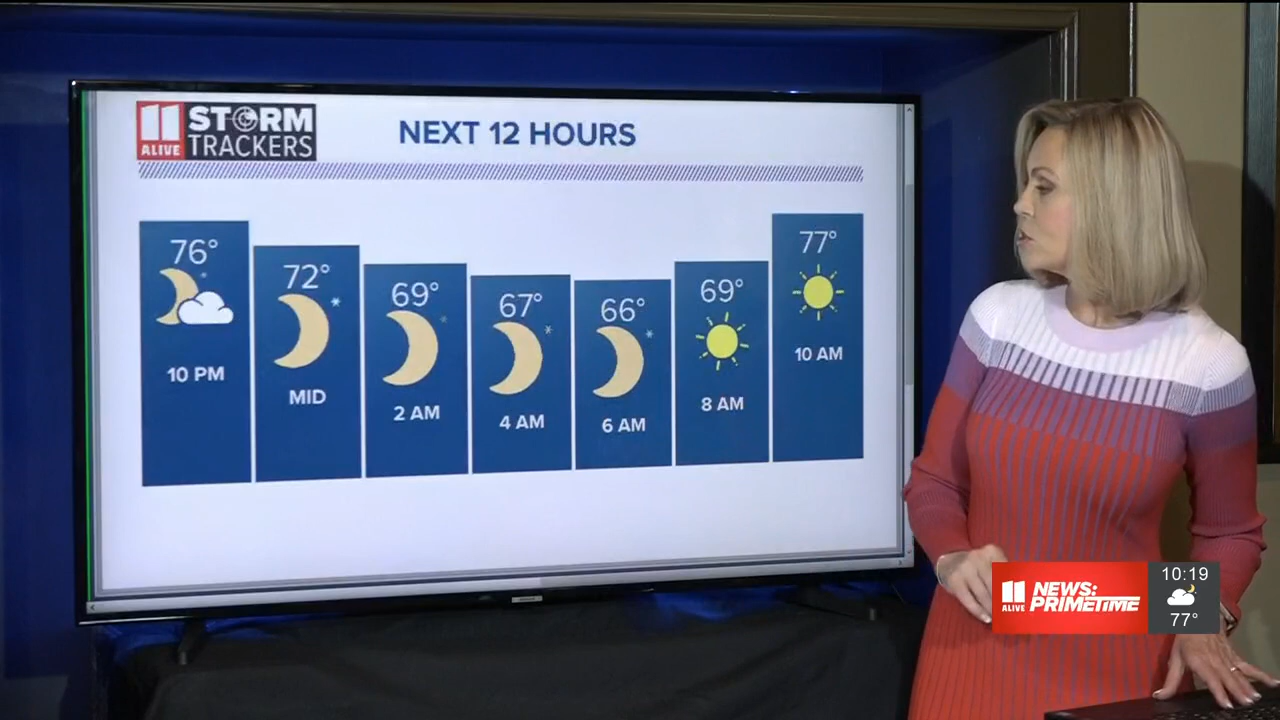 11
ALIVE
STORM
TRACKERS
NEXT 12 HOURS
76°
72°
69°
67°
66°
69°
77°
10 PM
MID
2 AM
4 AM
6 AM
8 AM
10 AM
11
ALIVE
NEWS:
PRIMETIME
10:19
77°